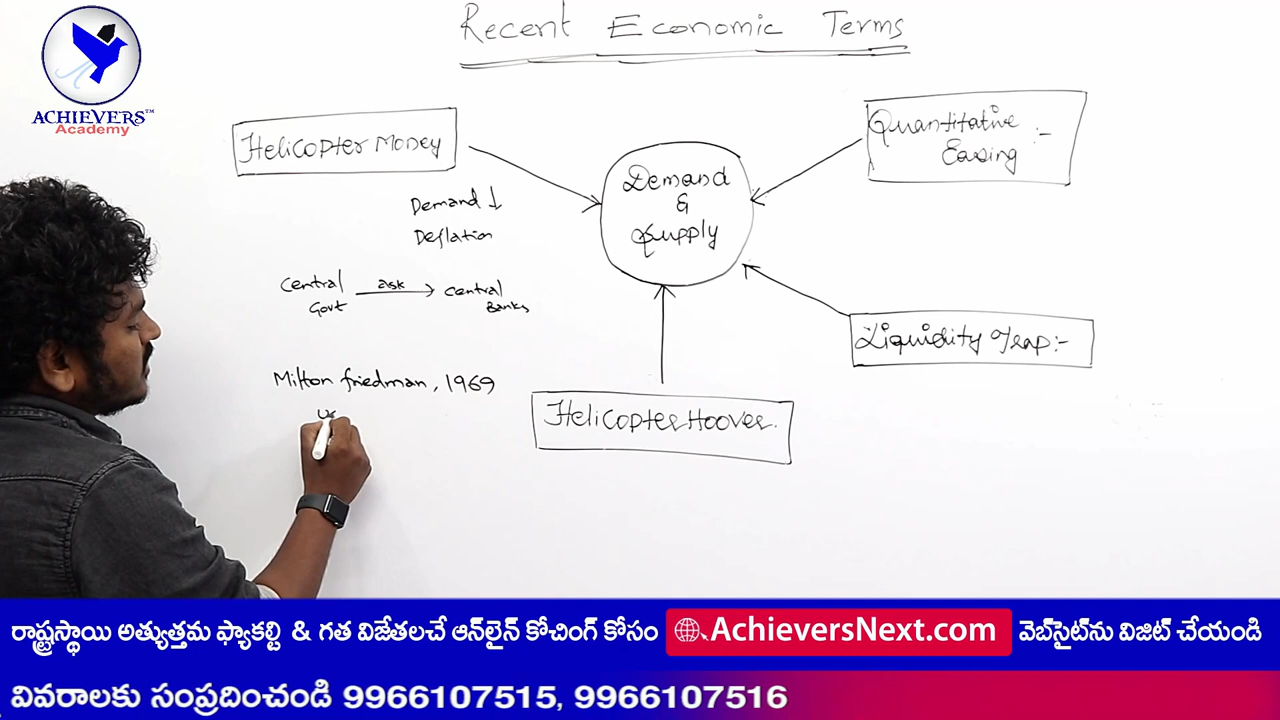 Recent Economic Terms
ACHIEVERS™
Academy
Helicopter Money
Quantitative :-
Easing
Demand
&
Supply
Demand ↓
Deflation
Central
Govt
ask
Central
Banks
Liquidity Trap:-
Milton friedman, 1969
Helicopter Hoover.
రాష్ట్రస్థాయి అత్యుత్తమ ఫ్యాకల్టి & గత విజేతలచే ఆన్‌లైన్ కోచింగ్ కోసం AchieversNext.com వెబ్‌సైట్‌ను విజిట్ చేయండి
వివరాలకు సంప్రదించండి 9966107515, 9966107516